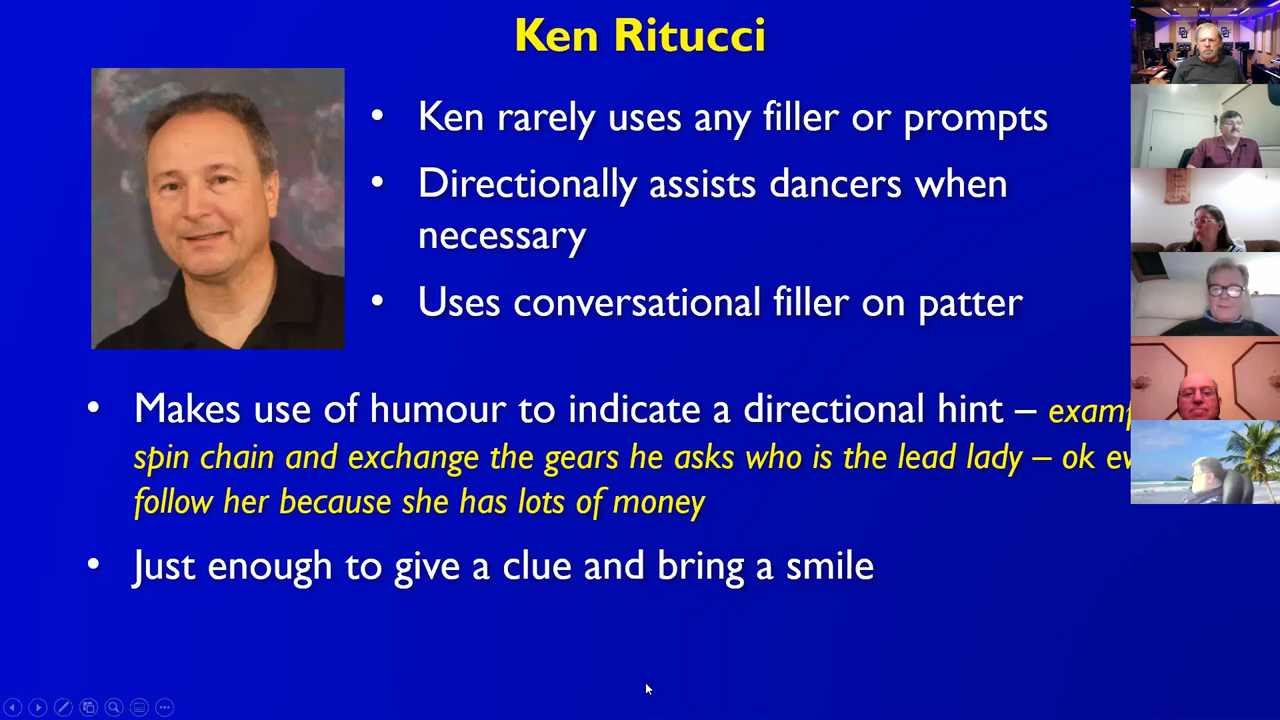 Ken Ritucci
• Ken rarely uses any filler or prompts
• Directionally assists dancers when
necessary
• Uses conversational filler on patter
• Makes use of humour to indicate a directional hint –
spin chain and exchange the gears he asks who is the lead lady – ok
follow her because she has lots of money
• Just enough to give a clue and bring a smile